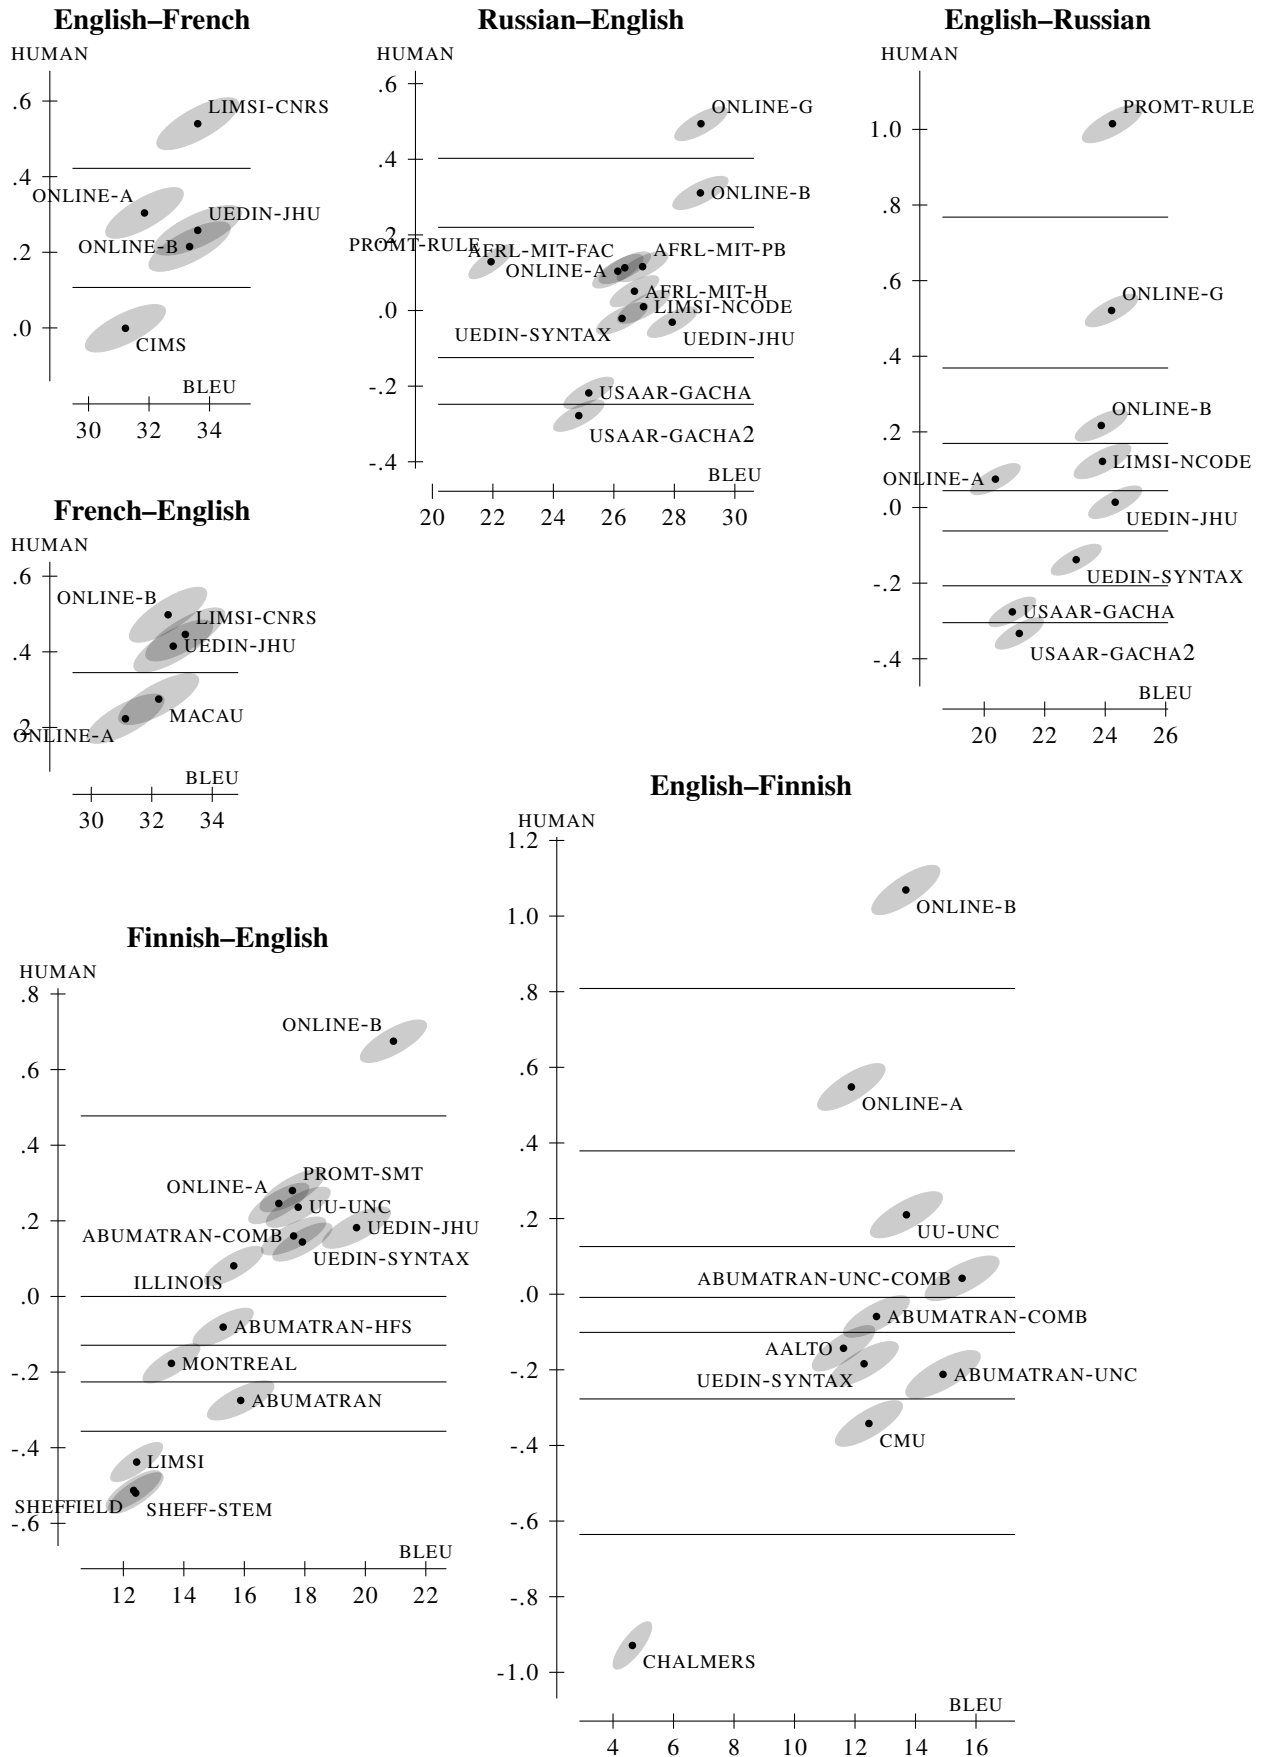 English–French
HUMAN
.6
.4
.2
.0
LIMSI-CNRS
ONLINE-A
UEDIN-JHU
ONLINE-B
CIMS
BLEU
30 32 34
Russian–English
HUMAN
.6
.4
.2
.0
-.2
-.4
ONLINE-G
ONLINE-B
PROMT-RULE
AFRL-MIT-FAC
AFRL-MIT-PB
ONLINE-A
AFRL-MIT-H
LIMSI-NCODE
UEDIN-SYNTAX
UEDIN-JHU
USAAR-GACHA
USAAR-GACHA2
BLEU
20 22 24 26 28 30
English–Russian
HUMAN
1.0
.8
.6
.4
.2
.0
-.2
-.4
PROMT-RULE
ONLINE-G
ONLINE-B
LIMSI-NCODE
ONLINE-A
UEDIN-JHU
UEDIN-SYNTAX
USAAR-GACHA
USAAR-GACHA2
BLEU
20 22 24 26
French–English
HUMAN
.6
.4
.2
ONLINE-B
LIMSI-CNRS
UEDIN-JHU
MACAU
ONLINE-A
BLEU
30 32 34
Finnish–English
HUMAN
.8
.6
.4
.2
.0
-.2
-.4
-.6
ONLINE-B
PROMT-SMT
ONLINE-A
UU-UNC
UEDIN-JHU
ABUMATRAN-COMB
UEDIN-SYNTAX
ILLINOIS
ABUMATRAN-HFS
MONTREAL
ABUMATRAN
LIMSI
SHEFFIELD
SHEFF-STEM
BLEU
12 14 16 18 20 22
English–Finnish
HUMAN
1.2
1.0
.8
.6
.4
.2
.0
-.2
-.4
-.6
-.8
-1.0
ONLINE-B
ONLINE-A
UU-UNC
ABUMATRAN-UNC-COMB
ABUMATRAN-COMB
AALTO
UEDIN-SYNTAX
ABUMATRAN-UNC
CMU
CHALMERS
BLEU
4 6 8 10 12 14 16